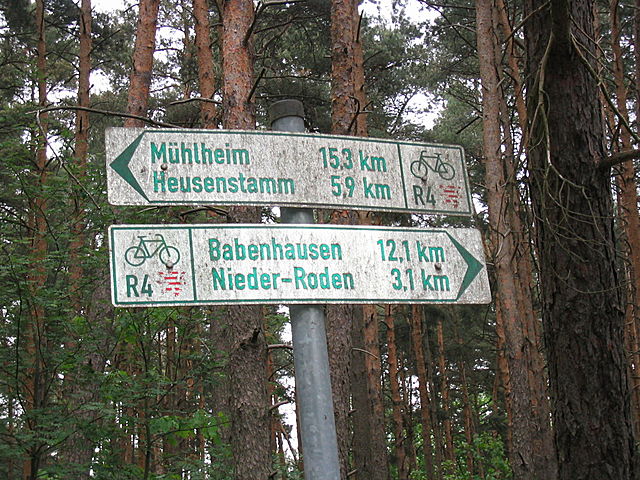 Mühlheim 15,3 km
Heusenstamm 5,9 km
R4
Babenhausen 12,1 km
R4 Nieder-Roden 3,1 km